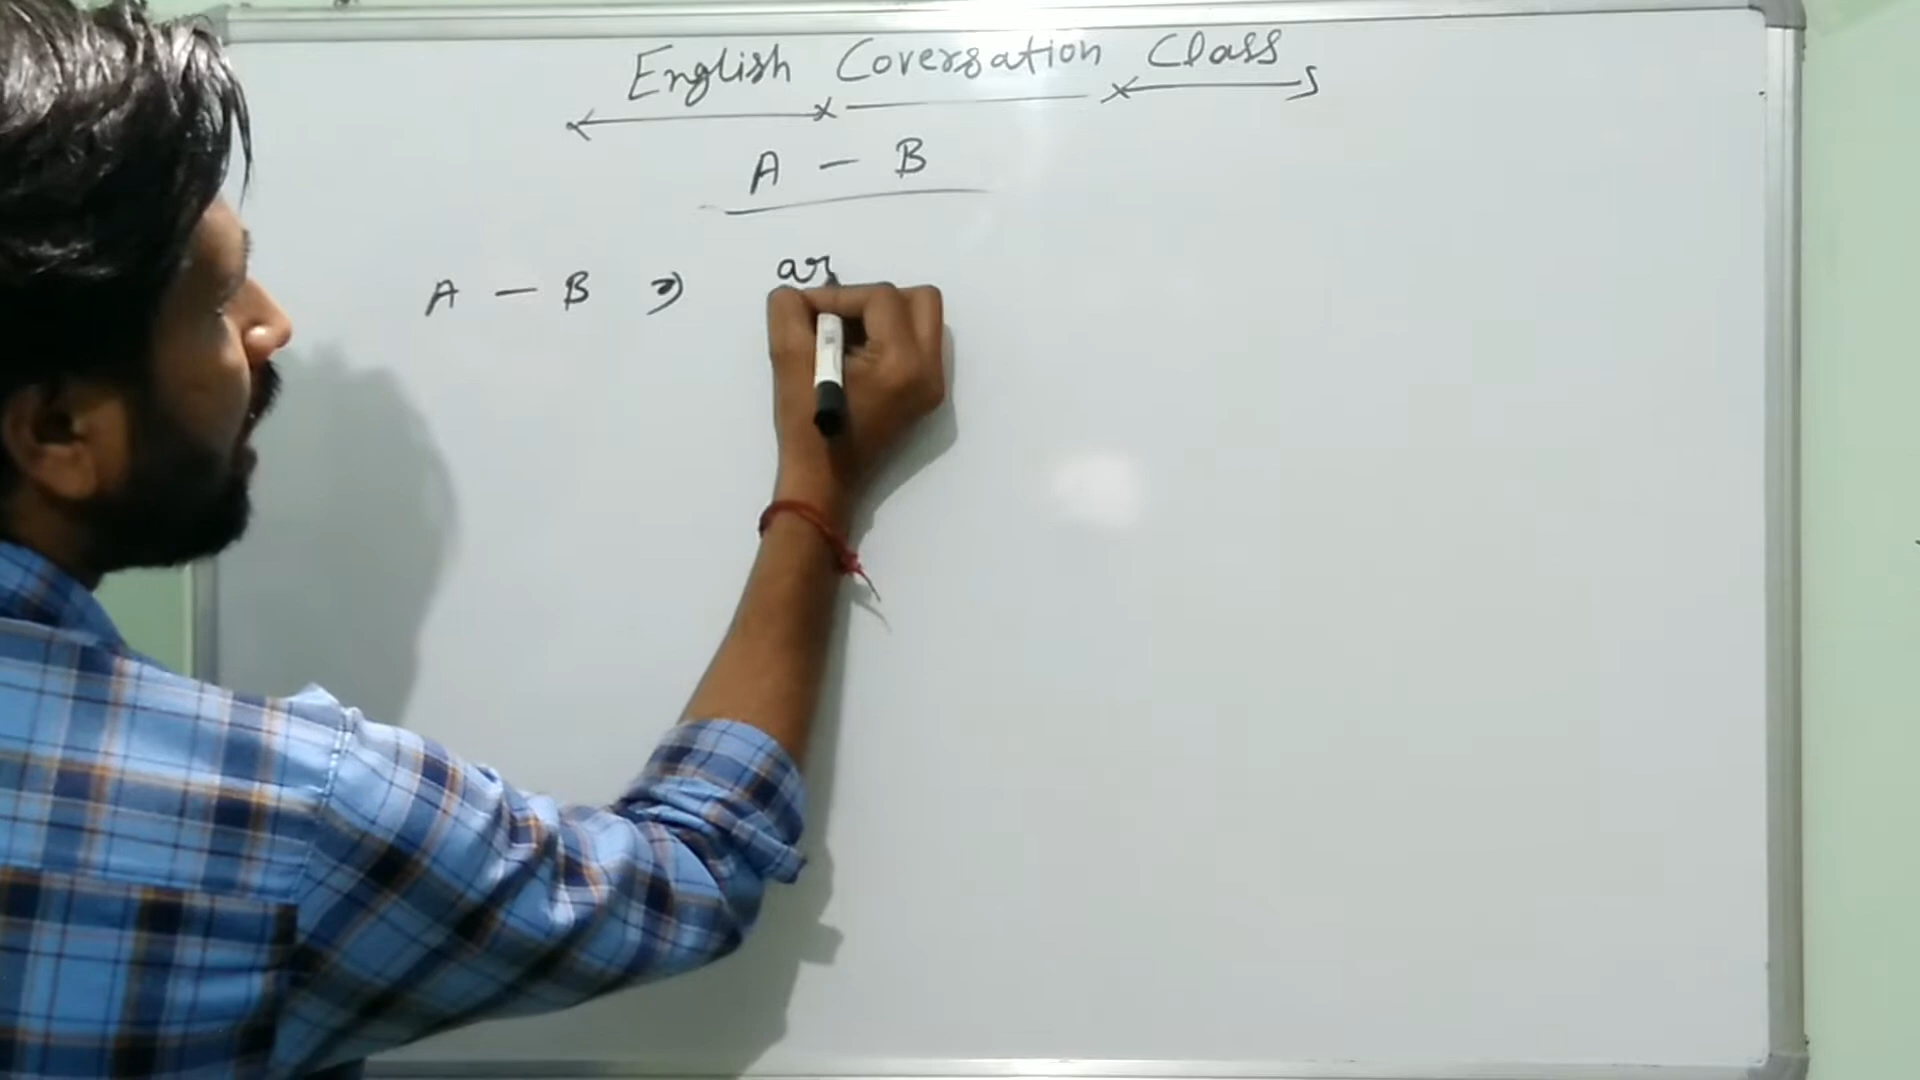 English Coversation Class
A - B
A - B ⇒ ar